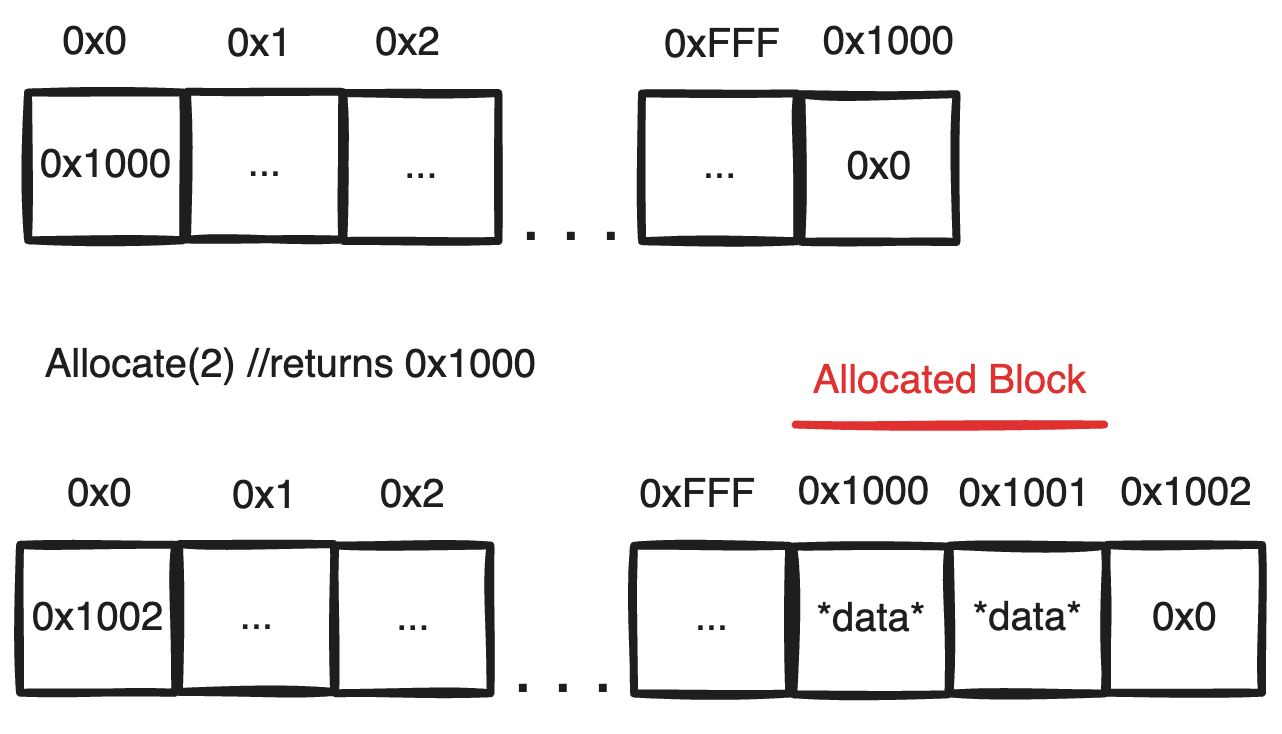 0x0 0x1 0x2 0xFFF 0x1000
0x1000 ... ... . . . ... 0x0
Allocate(2) //returns 0x1000
Allocated Block
0x0 0x1 0x2 0xFFF 0x1000 0x1001 0x1002
0x1002 ... ... . . . ... *data* *data* 0x0